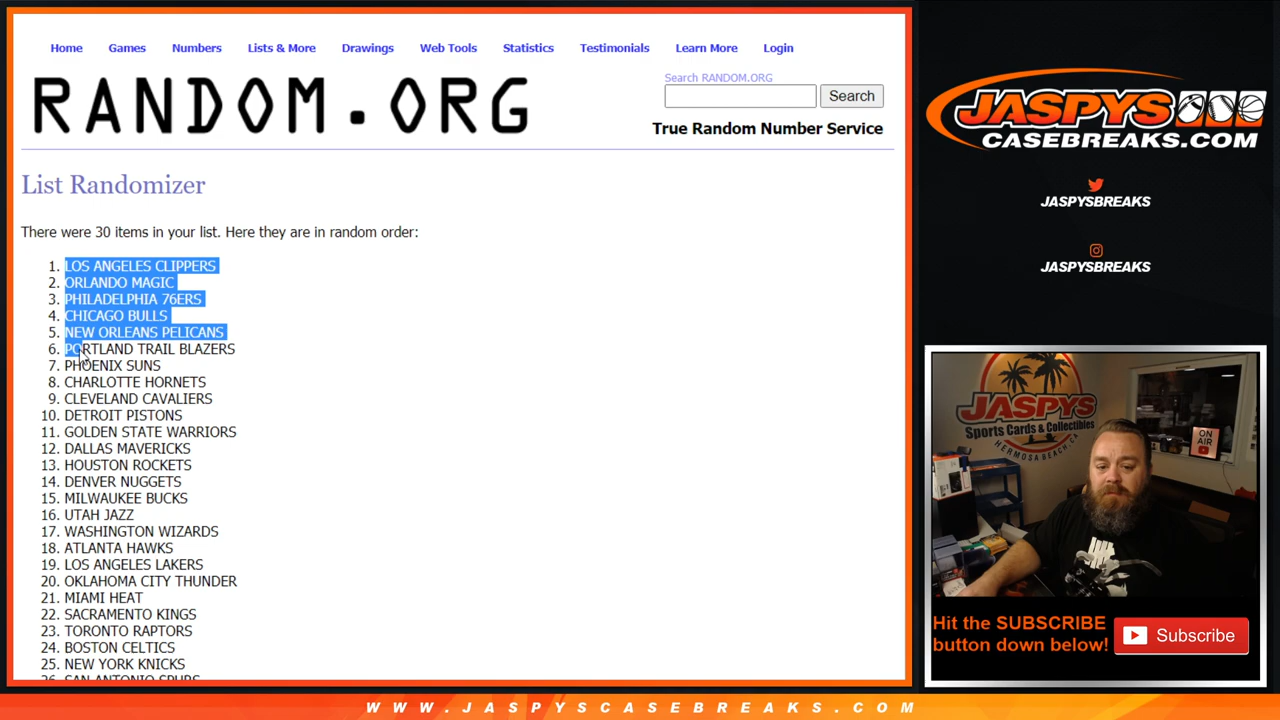 Home Games Numbers Lists & More Drawings Web Tools Statistics Testimonials Learn More Login
RANDOM.ORG
Search RANDOM.ORG
Search
True Random Number Service
List Randomizer
There were 30 items in your list. Here they are in random order:
1. LOS ANGELES CLIPPERS
2. ORLANDO MAGIC
3. PHILADELPHIA 76ERS
4. CHICAGO BULLS
5. NEW ORLEANS PELICANS
6. PORTLAND TRAIL BLAZERS
7. PHOENIX SUNS
8. CHARLOTTE HORNETS
9. CLEVELAND CAVALIERS
10. DETROIT PISTONS
11. GOLDEN STATE WARRIORS
12. DALLAS MAVERICKS
13. HOUSTON ROCKETS
14. DENVER NUGGETS
15. MILWAUKEE BUCKS
16. UTAH JAZZ
17. WASHINGTON WIZARDS
18. ATLANTA HAWKS
19. LOS ANGELES LAKERS
20. OKLAHOMA CITY THUNDER
21. MIAMI HEAT
22. SACRAMENTO KINGS
23. TORONTO RAPTORS
24. BOSTON CELTICS
25. NEW YORK KNICKS
26. SAN ANTONIO SPURS
JASPYS
CASEBREAKS.COM
JASPYSBREAKS
JASPYSBREAKS
JASPYS
Sports Cards & Collectibles
HERMOSA BEACH, CA
ON
AIR
Hit the SUBSCRIBE
button down below!
Subscribe
WWW.JASPYSCASEBREAKS.COM